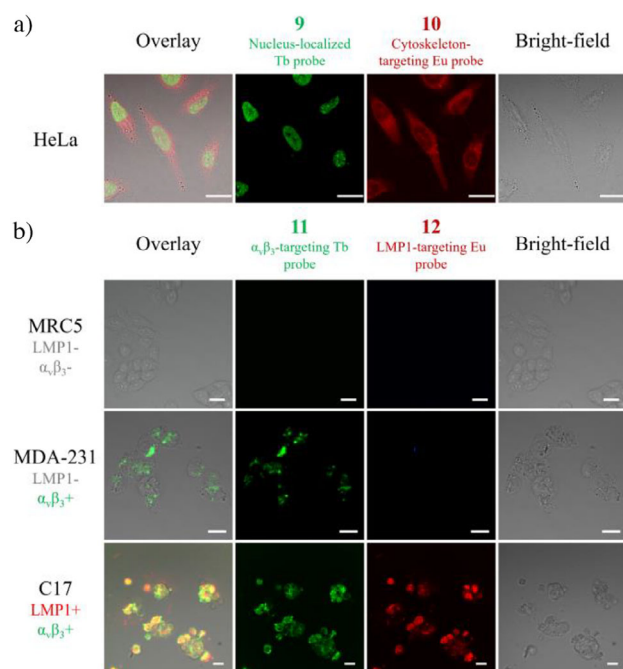 a)
Overlay
9
Nucleus-localized
Tb probe
10
Cytoskeleton-
targeting Eu probe
Bright-field
HeLa
b)
Overlay
11
αvβ3-targeting Tb
probe
12
LMP1-targeting Eu
probe
Bright-field
MRC5
LMP1-
αvβ3-
MDA-231
LMP1-
αvβ3+
C17
LMP1+
αvβ3+